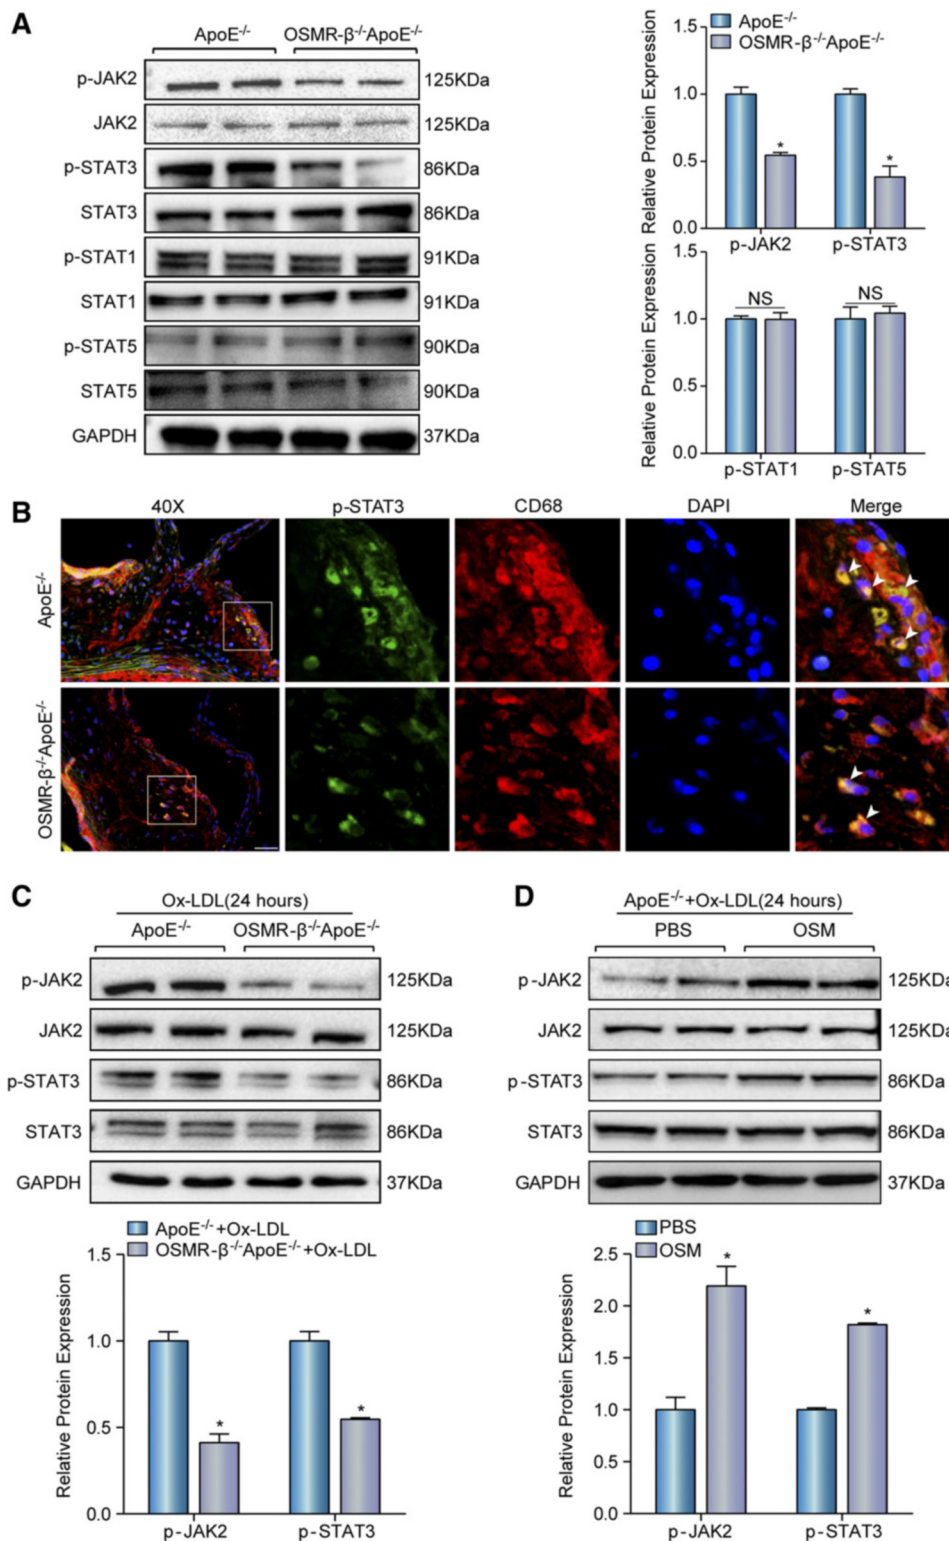 A
ApoE-/- OSMR-β-/-ApoE-/-
p-JAK2 125KDa
JAK2 125KDa
p-STAT3 86KDa
STAT3 86KDa
p-STAT1 91KDa
STAT1 91KDa
p-STAT5 90KDa
STAT5 90KDa
GAPDH 37KDa
ApoE-/-
OSMR-β-/-ApoE-/-
Relative Protein Expression
1.5
1.0
0.5
0.0
* *
p-JAK2 p-STAT3
Relative Protein Expression
1.5
1.0
0.5
0.0
NS NS
p-STAT1 p-STAT5
B
40X p-STAT3 CD68 DAPI Merge
ApoE-/-
OSMR-β-/-ApoE-/-
C
Ox-LDL(24 hours)
ApoE-/- OSMR-β-/-ApoE-/-
p-JAK2 125KDa
JAK2 125KDa
p-STAT3 86KDa
STAT3 86KDa
GAPDH 37KDa
ApoE-/-+Ox-LDL
OSMR-β-/-ApoE-/-+Ox-LDL
Relative Protein Expression
1.5
1.0
0.5
0.0
* *
p-JAK2 p-STAT3
D
ApoE-/-+Ox-LDL(24 hours)
PBS OSM
p-JAK2 125KDa
JAK2 125KDa
p-STAT3 86KDa
STAT3 86KDa
GAPDH 37KDa
PBS
OSM
Relative Protein Expression
2.5
2.0
1.5
1.0
0.5
0.0
* *
p-JAK2 p-STAT3